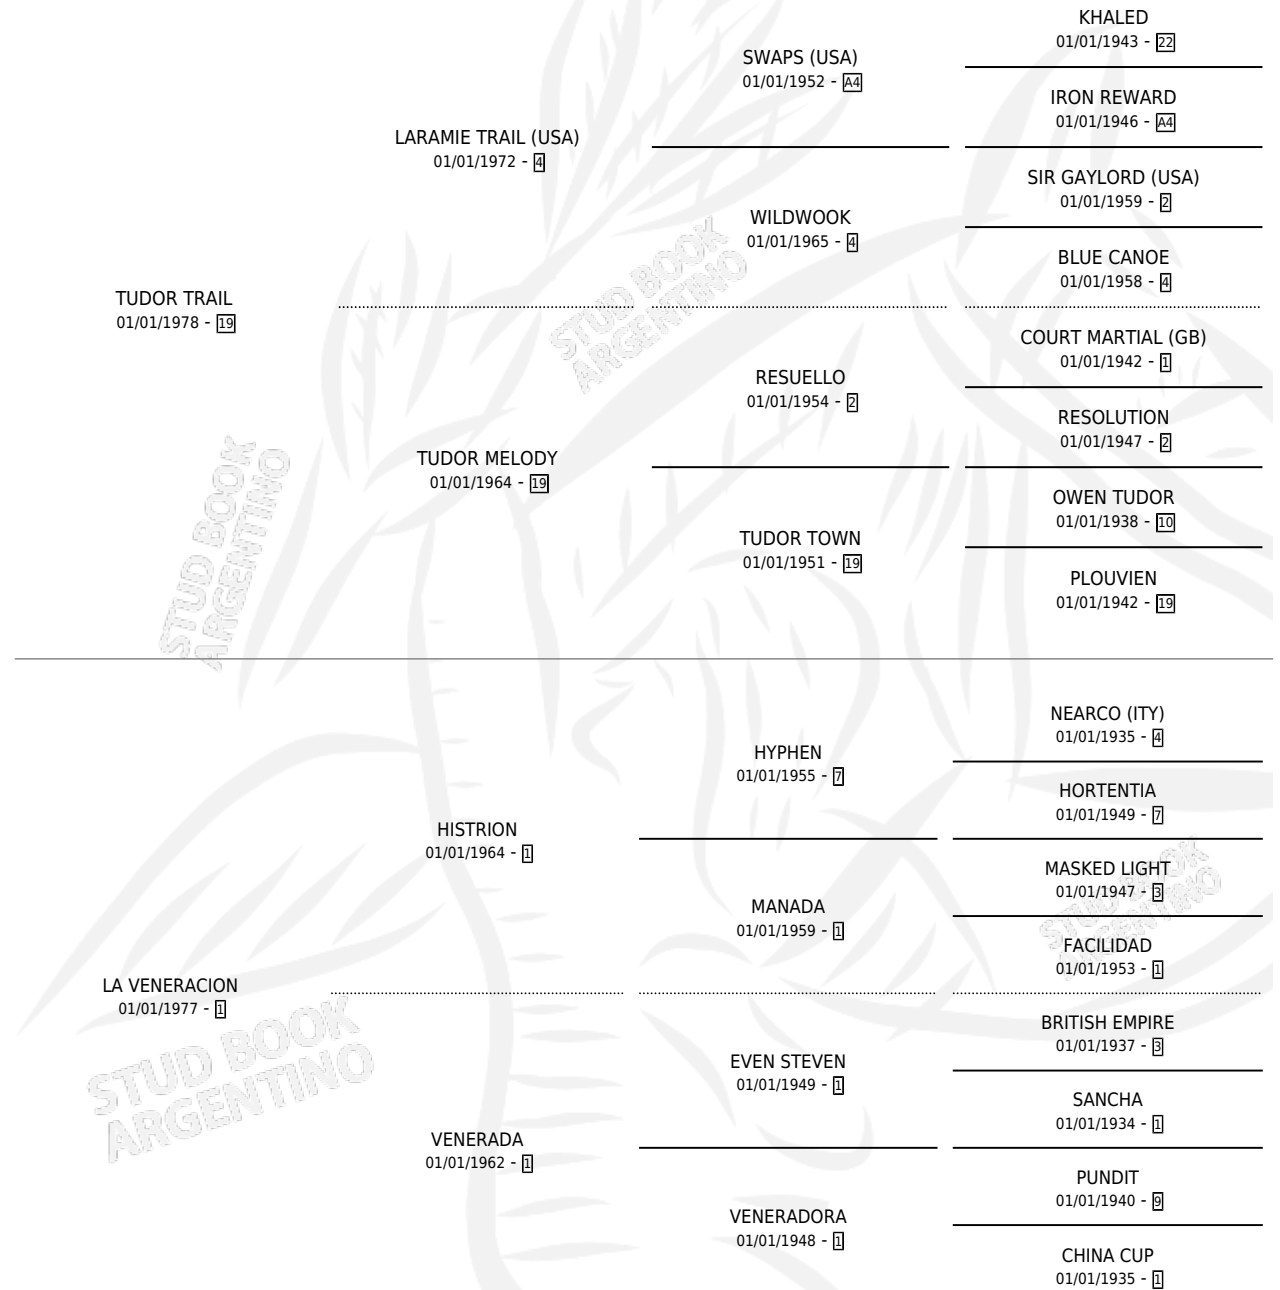 KHALED
01/01/1943 - 22
SWAPS (USA)
01/01/1952 - A4
IRON REWARD
01/01/1946 - A4
LARAMIE TRAIL (USA)
01/01/1972 - 4
SIR GAYLORD (USA)
01/01/1959 - 2
WILDWOOK
01/01/1965 - 4
BLUE CANOE
01/01/1958 - 4
TUDOR TRAIL
01/01/1978 - 19
STUD BOOK
ARGENTINO
COURT MARTIAL (GB)
01/01/1942 - 1
RESUELLO
01/01/1954 - 2
RESOLUTION
01/01/1947 - 2
TUDOR MELODY
01/01/1964 - 19
OWEN TUDOR
01/01/1938 - 10
TUDOR TOWN
01/01/1951 - 19
PLOUVIEN
01/01/1942 - 19
STUD BOOK
ARGENTINO
NEARCO (ITY)
01/01/1935 - 4
HYPHEN
01/01/1955 - 7
HORTENTIA
01/01/1949 - 7
HISTRION
01/01/1964 - 1
MASKED LIGHT
01/01/1947 - 3
MANADA
01/01/1959 - 1
FACILIDAD
01/01/1953 - 1
STUD BOOK
ARGENTINO
LA VENERACION
01/01/1977 - 1
BRITISH EMPIRE
01/01/1937 - 3
EVEN STEVEN
01/01/1949 - 1
SANCHA
01/01/1934 - 1
STUD BOOK
ARGENTINO
VENERADA
01/01/1962 - 1
PUNDIT
01/01/1940 - 9
VENERADORA
01/01/1948 - 1
CHINA CUP
01/01/1935 - 1